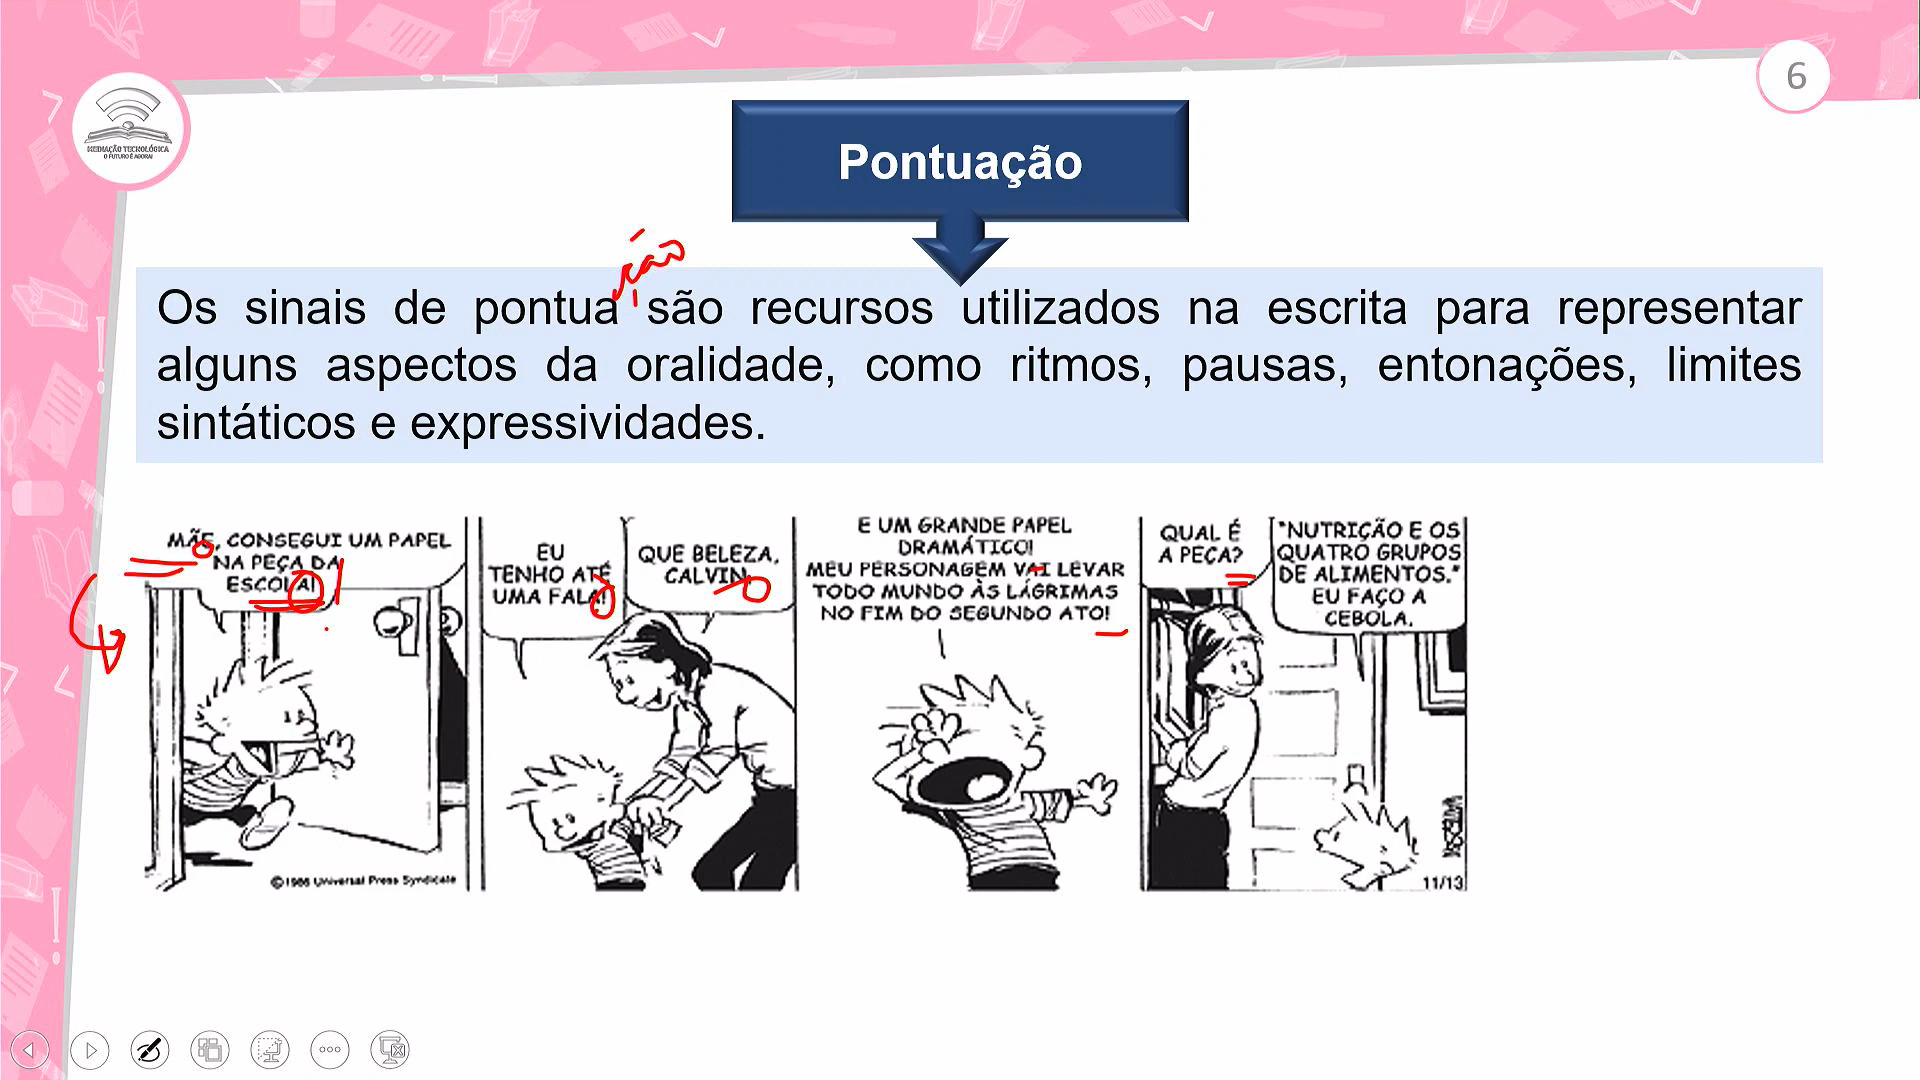 6
MEDIAÇÃO TECNOLÓGICA
O FUTURO É AGORA!
Pontuação
ção
Os sinais de pontua são recursos utilizados na escrita para representar
alguns aspectos da oralidade, como ritmos, pausas, entonações, limites
sintáticos e expressividades.
MÃE, CONSEGUI UM PAPEL
NA PEÇA DA
ESCOLA!
©1986 Universal Press Syndicate
EU
TENHO ATÉ
UMA FALA!
QUE BELEZA,
CALVIN.
E UM GRANDE PAPEL
DRAMÁTICO!
MEU PERSONAGEM VAI LEVAR
TODO MUNDO ÀS LÁGRIMAS
NO FIM DO SEGUNDO ATO!
QUAL É
A PEÇA?
"NUTRIÇÃO E OS
QUATRO GRUPOS
DE ALIMENTOS."
EU FAÇO A
CEBOLA.
WATTERSON
11/13